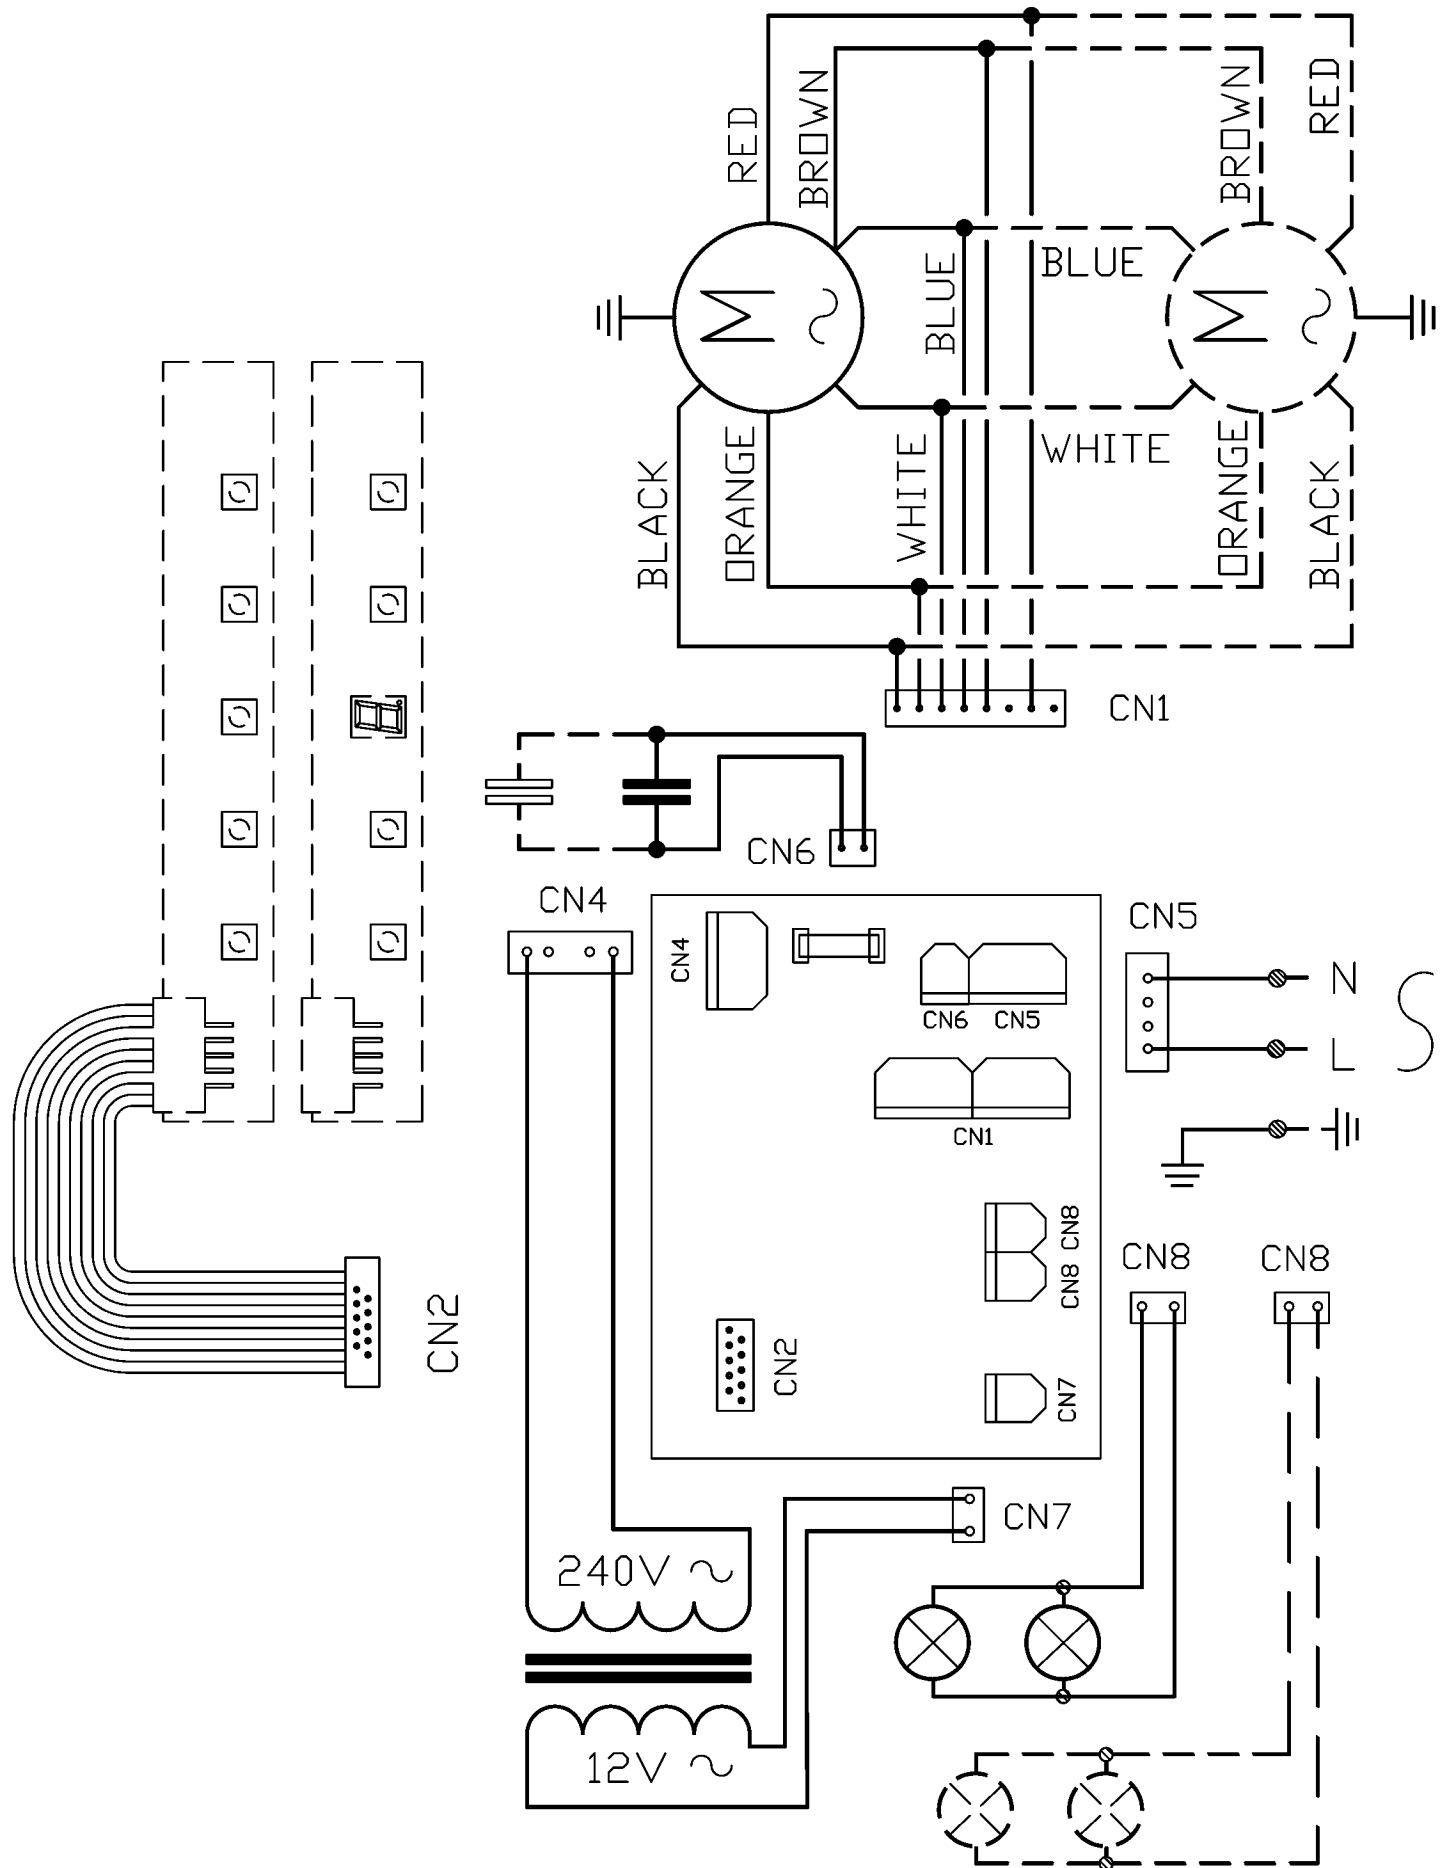 RED
BROWN
BROWN
RED
BLUE
BLUE
M
M
WHITE
BLACK
ORANGE
WHITE
ORANGE
BLACK
CN1
CN6
CN4
CN5
CN4
CN6 CN5
N
L
S
CN1
CN8
CN8
CN8
CN8
CN2
CN2
CN7
CN7
240V ~
12V ~